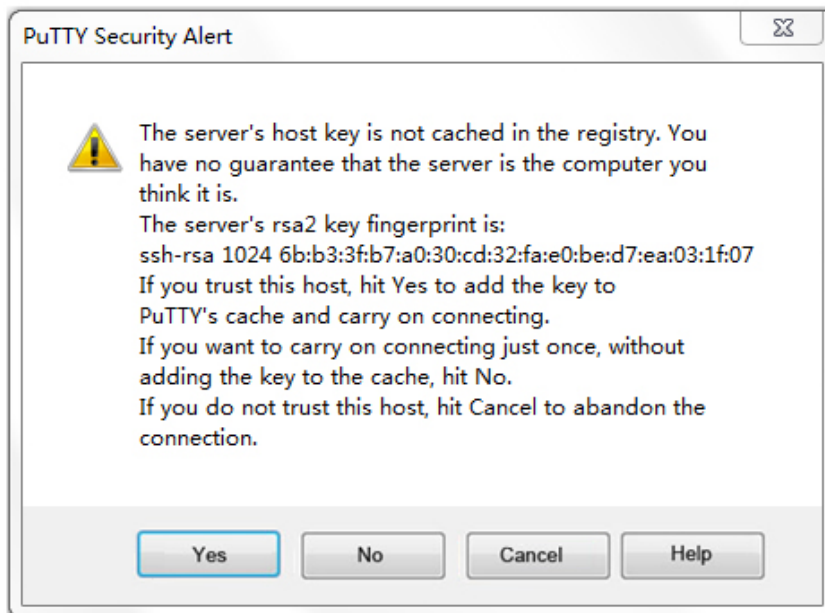 PuTTY Security Alert
The server's host key is not cached in the registry. You
have no guarantee that the server is the computer you
think it is.
The server's rsa2 key fingerprint is:
ssh-rsa 1024 6b:b3:3f:b7:a0:30:cd:32:fa:e0:be:d7:ea:03:1f:07
If you trust this host, hit Yes to add the key to
PuTTY's cache and carry on connecting.
If you want to carry on connecting just once, without
adding the key to the cache, hit No.
If you do not trust this host, hit Cancel to abandon the
connection.
Yes No Cancel Help